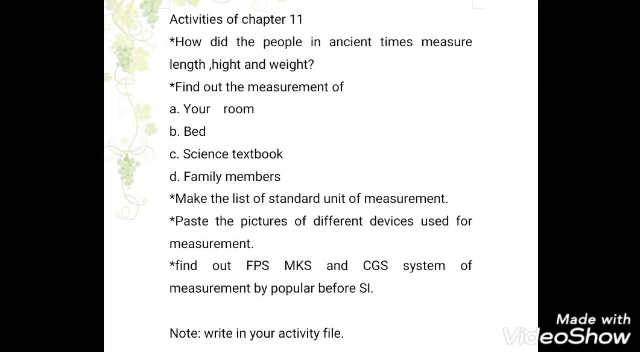 Activities of chapter 11
*How did the people in ancient times measure
length ,hight and weight?
*Find out the measurement of
a. Your room
b. Bed
c. Science textbook
d. Family members
*Make the list of standard unit of measurement.
*Paste the pictures of different devices used for
measurement.
*find out FPS MKS and CGS system of
measurement by popular before SI.
Note: write in your activity file.
Made with
VideoShow